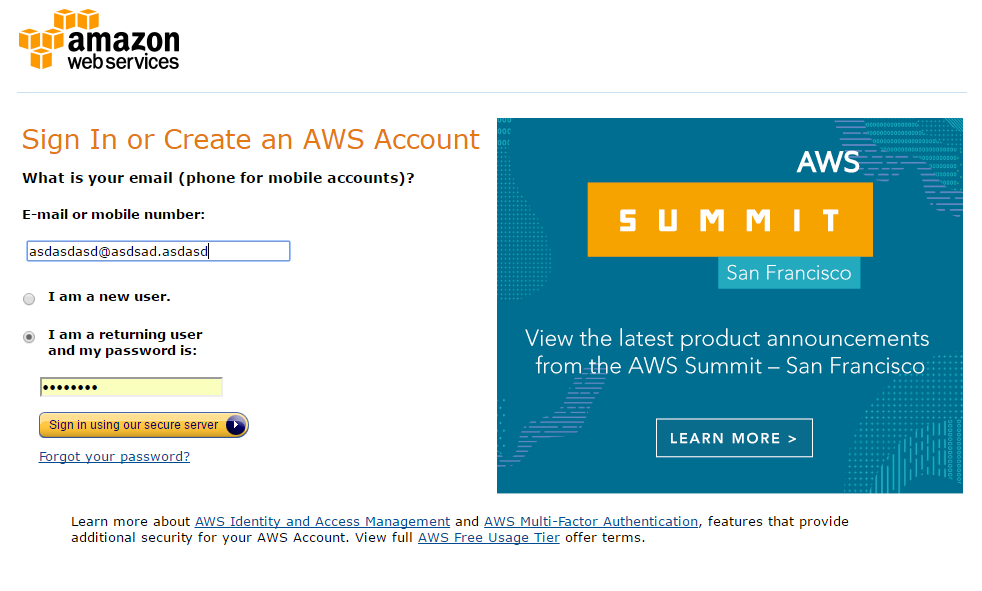 amazon
web services
Sign In or Create an AWS Account
What is your email (phone for mobile accounts)?
E-mail or mobile number:
asdasdasd@asdsad.asdasd
I am a new user.
I am a returning user
and my password is:
••••••••
Sign in using our secure server
Forgot your password?
AWS
SUMMIT
San Francisco
View the latest product announcements
from the AWS Summit – San Francisco
LEARN MORE >
Learn more about AWS Identity and Access Management and AWS Multi-Factor Authentication, features that provide
additional security for your AWS Account. View full AWS Free Usage Tier offer terms.